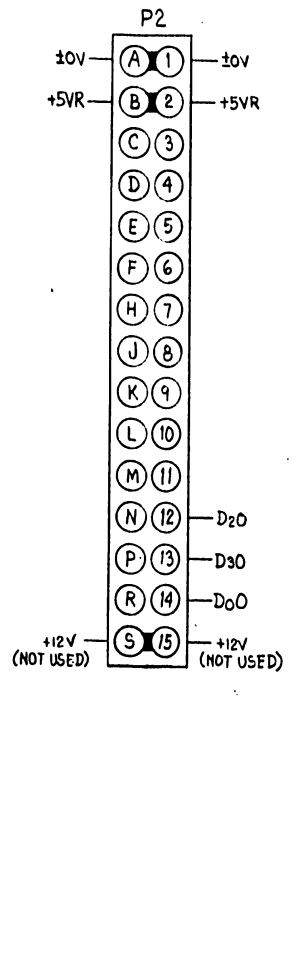 P2
±0V A 1 ±0V
+5VR B 2 +5VR
C 3
D 4
E 5
F 6
H 7
J 8
K 9
L 10
M 11
N 12 D20
P 13 D30
R 14 D00
+12V S 15 +12V
(NOT USED) (NOT USED)